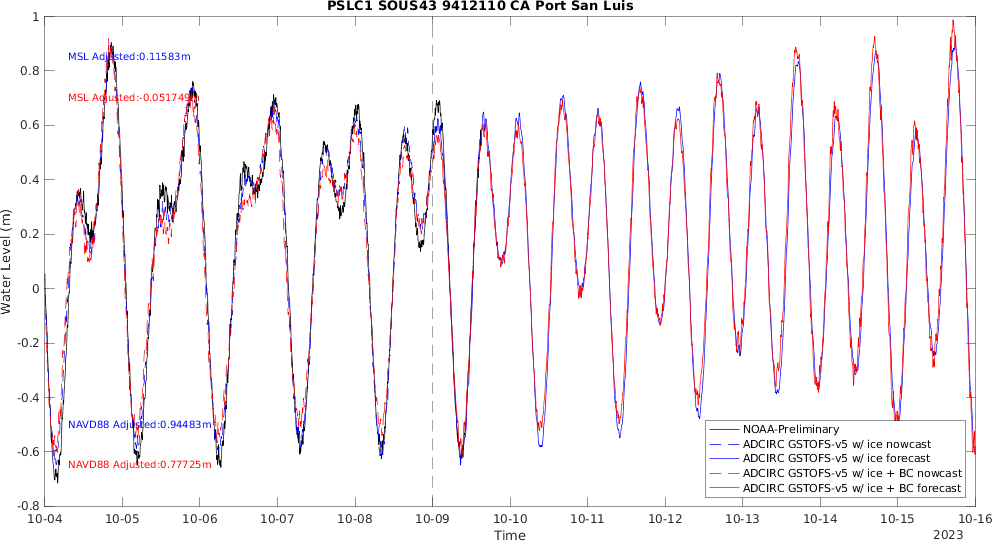 PSLC1 SOUS43 9412110 CA Port San Luis
1
0.8
0.6
0.4
0.2
0
-0.2
-0.4
-0.6
-0.8
Water Level (m)
MSL Adjusted:0.11583m
MSL Adjusted:-0.051749m
NAVD88 Adjusted:0.94483m
NAVD88 Adjusted:0.77725m
NOAA-Preliminary
ADCIRC GSTOFS-v5 w/ ice nowcast
ADCIRC GSTOFS-v5 w/ ice forecast
ADCIRC GSTOFS-v5 w/ ice + BC nowcast
ADCIRC GSTOFS-v5 w/ ice + BC forecast
10-04 10-05 10-06 10-07 10-08 10-09 10-10 10-11 10-12 10-13 10-14 10-15 10-16
Time
2023